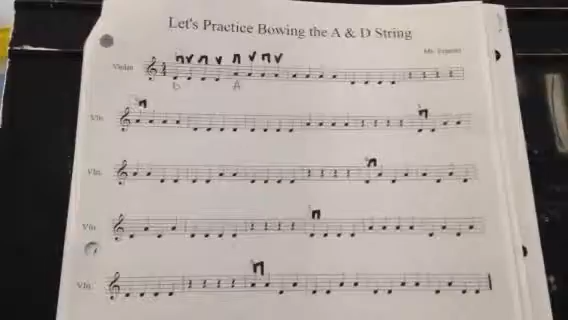 Let's Practice Bowing the A & D String
Violin
D A
Vln.
Vln.
Vln.
Vln.